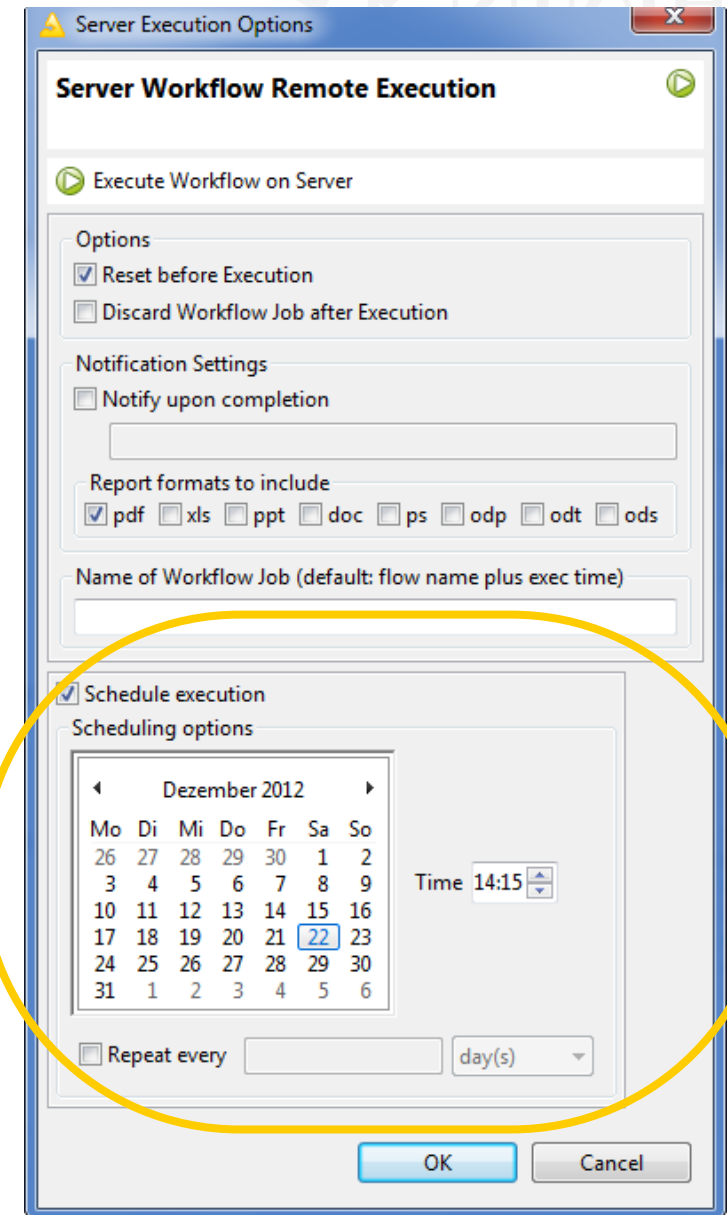 Server Execution Options
Server Workflow Remote Execution
Execute Workflow on Server
Options
Reset before Execution
Discard Workflow Job after Execution
Notification Settings
Notify upon completion
Report formats to include
pdf xls ppt doc ps odp odt ods
Name of Workflow Job (default: flow name plus exec time)
Schedule execution
Scheduling options
Dezember 2012
Mo Di Mi Do Fr Sa So
26 27 28 29 30 1 2
3 4 5 6 7 8 9
10 11 12 13 14 15 16
17 18 19 20 21 22 23
24 25 26 27 28 29 30
31 1 2 3 4 5 6
Time 14:15
Repeat every day(s)
OK Cancel